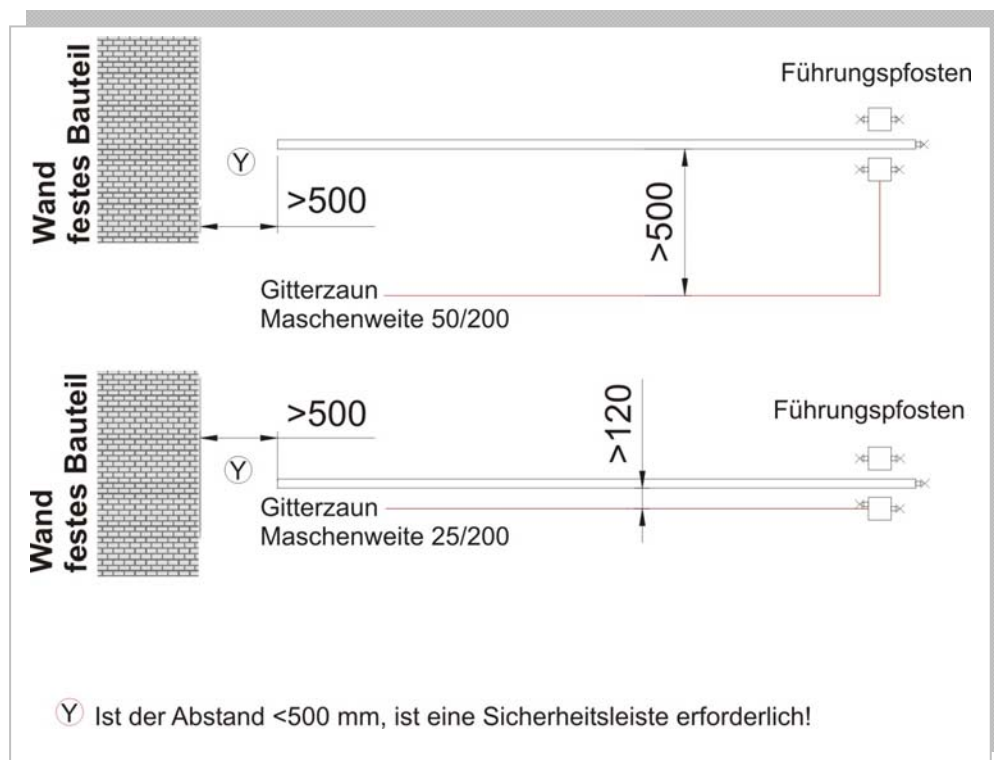 Wand
festes Bauteil
Führungspfosten
Y
>500
>500
Gitterzaun
Maschenweite 50/200
Wand
festes Bauteil
>500
>120
Führungspfosten
Y
Gitterzaun
Maschenweite 25/200
Y Ist der Abstand <500 mm, ist eine Sicherheitsleiste erforderlich!